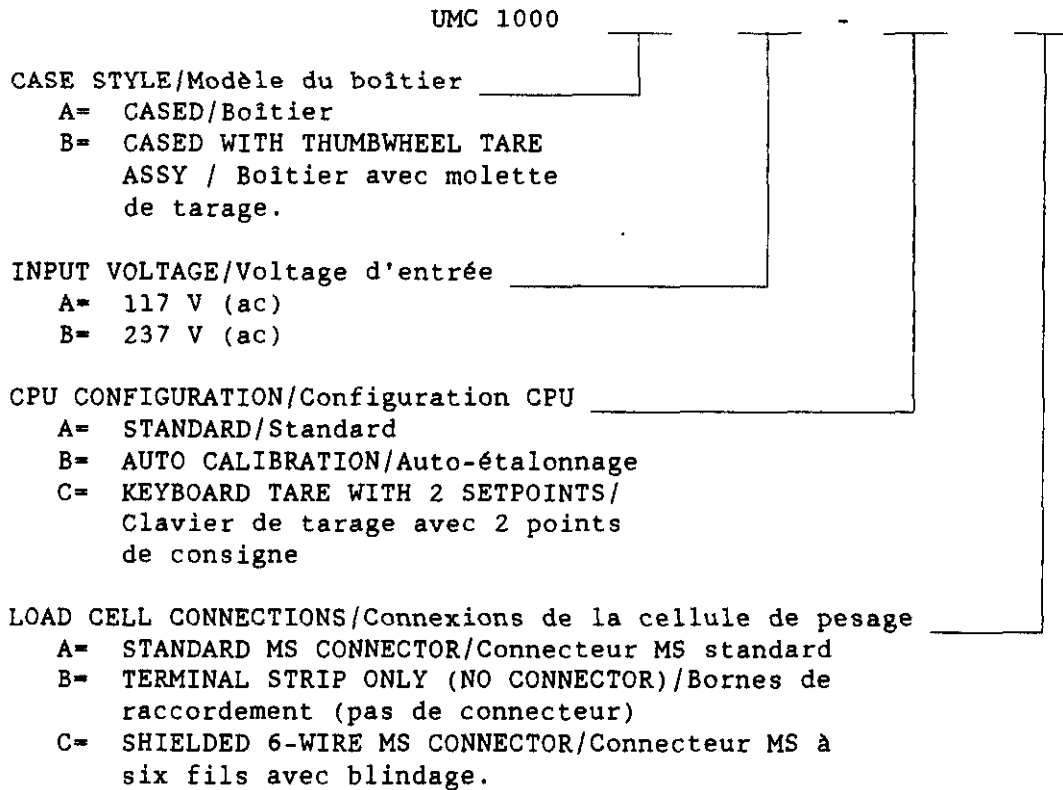 UMC 1000 -
CASE STYLE/Modèle du boîtier
A= CASED/Boîtier
B= CASED WITH THUMBWHEEL TARE
ASSY / Boîtier avec molette
de tarage.
INPUT VOLTAGE/Voltage d'entrée
A= 117 V (ac)
B= 237 V (ac)
CPU CONFIGURATION/Configuration CPU
A= STANDARD/Standard
B= AUTO CALIBRATION/Auto-étalonnage
C= KEYBOARD TARE WITH 2 SETPOINTS/
Clavier de tarage avec 2 points
de consigne
LOAD CELL CONNECTIONS/Connexions de la cellule de pesage
A= STANDARD MS CONNECTOR/Connecteur MS standard
B= TERMINAL STRIP ONLY (NO CONNECTOR)/Bornes de
raccordement (pas de connecteur)
C= SHIELDED 6-WIRE MS CONNECTOR/Connecteur MS à
six fils avec blindage.